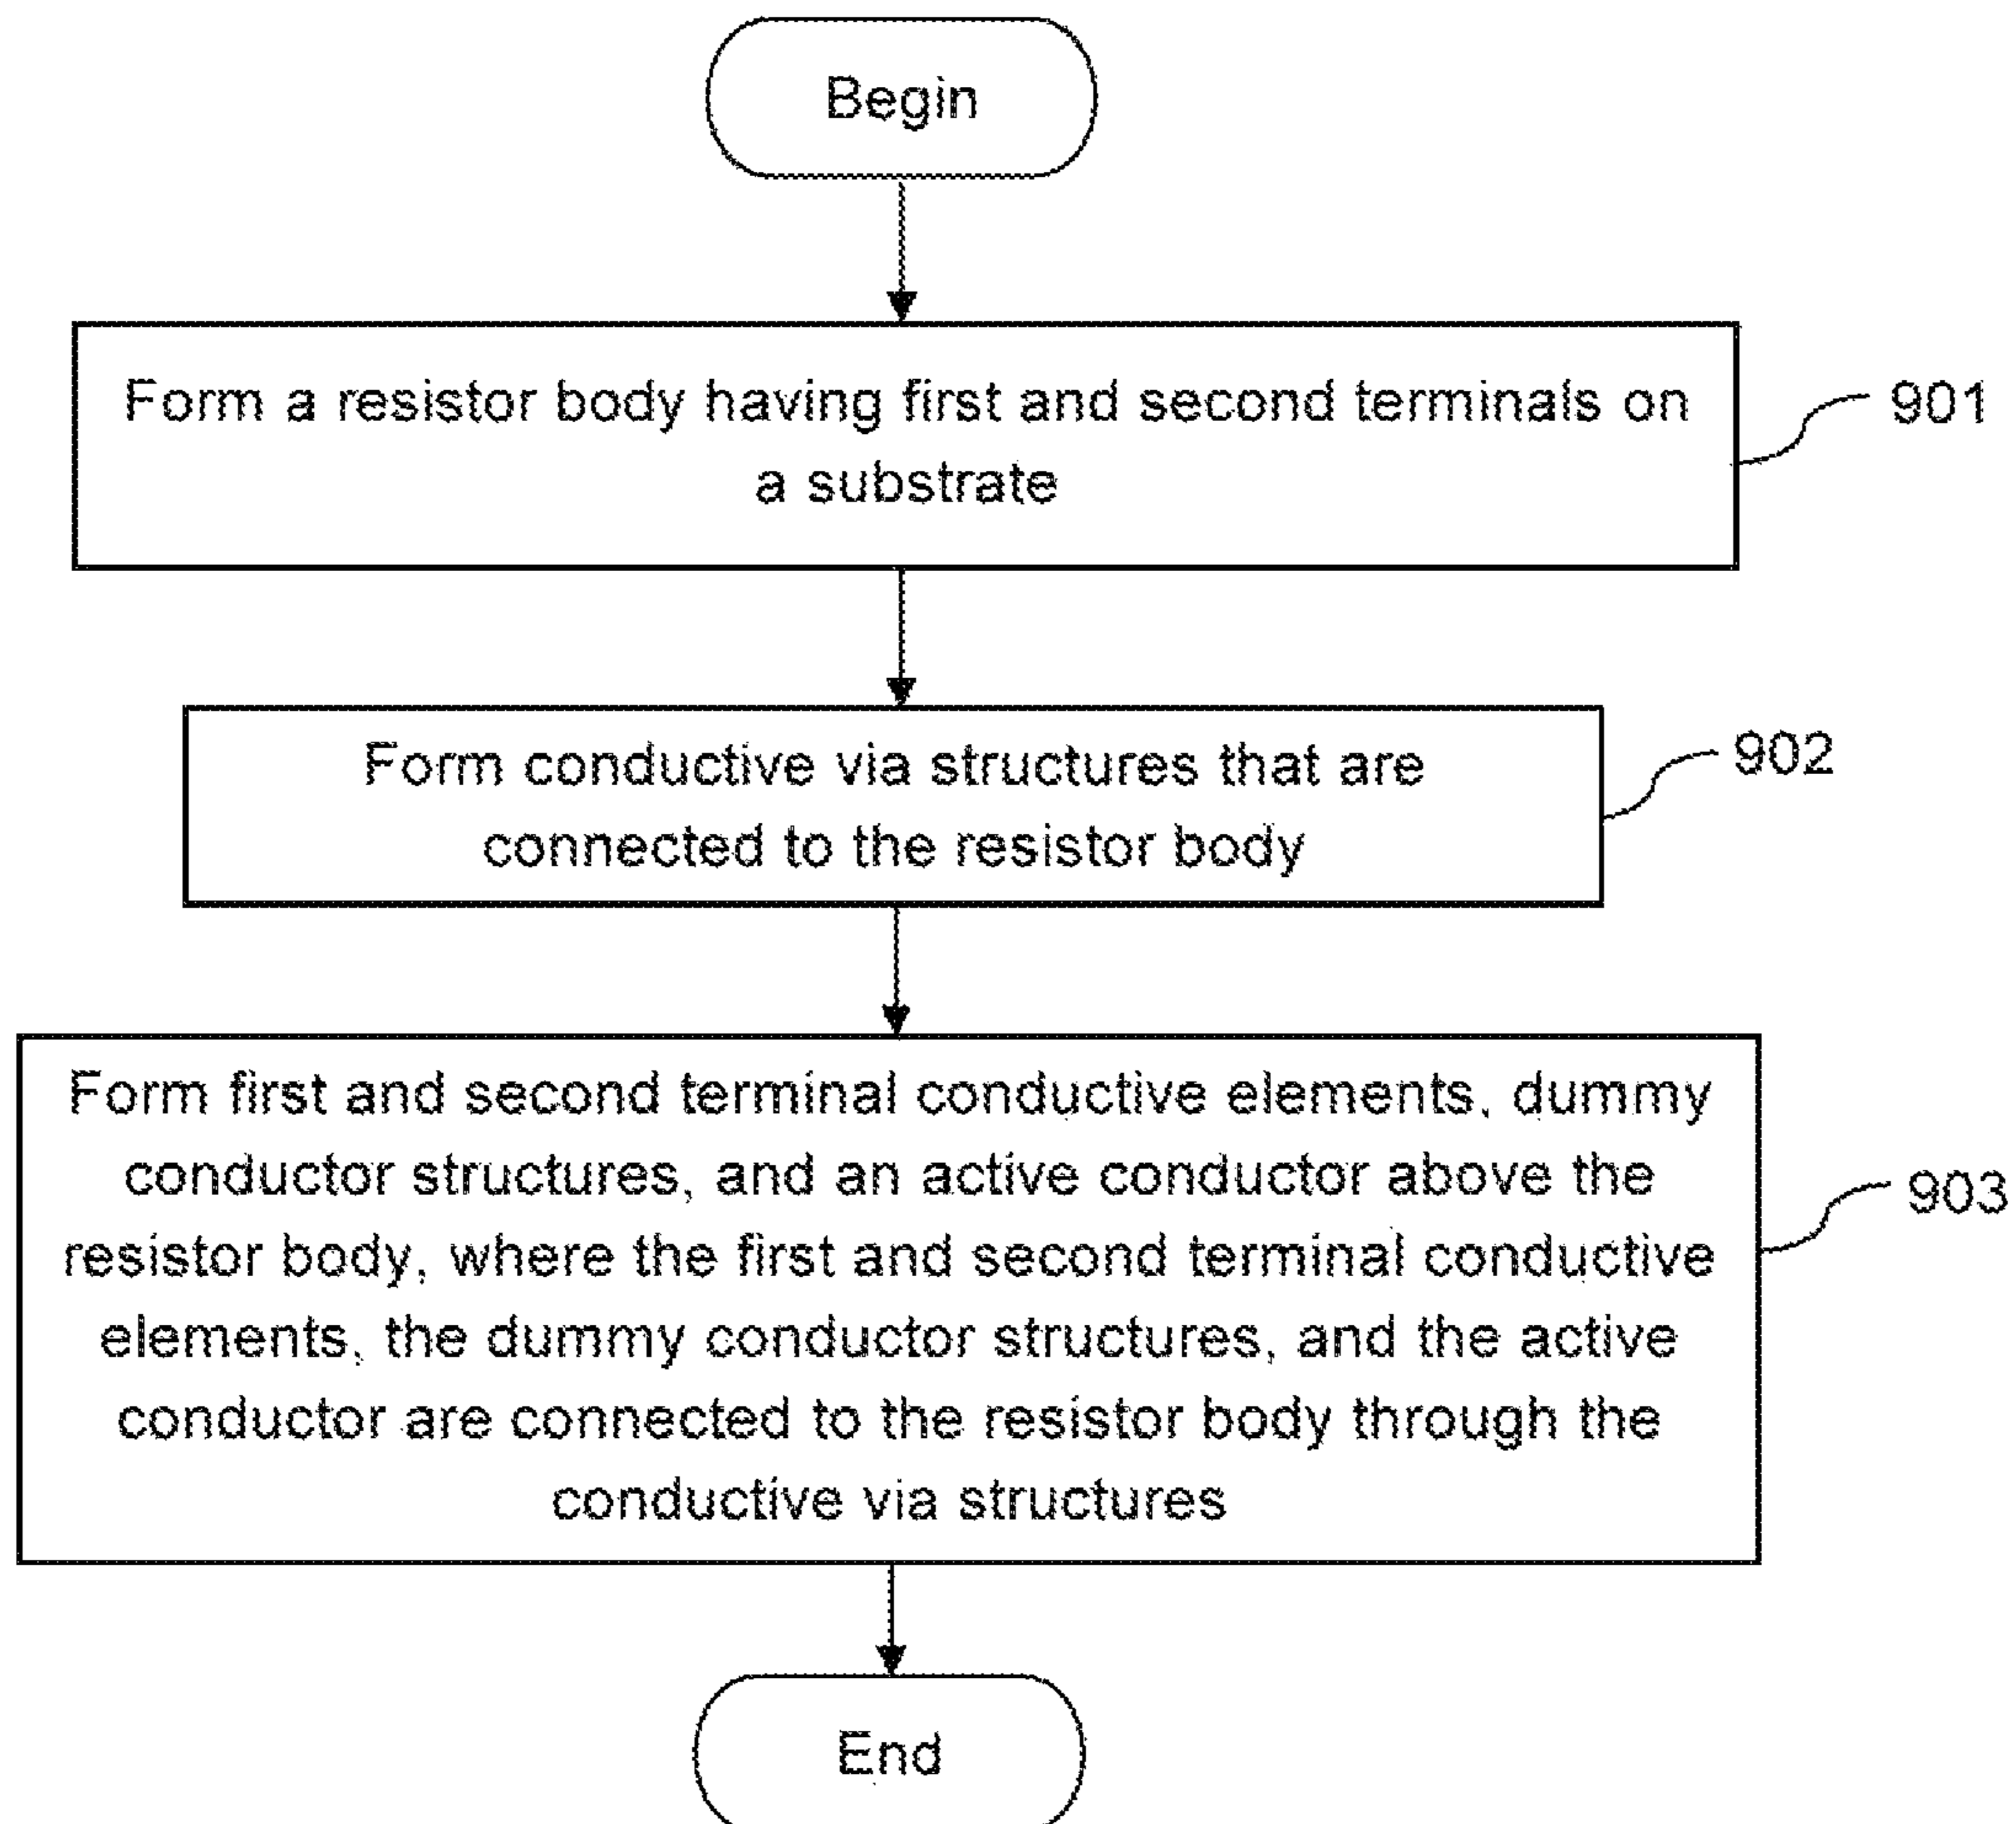 Begin
Form a resistor body having first and second terminals on
a substrate
901
Form conductive via structures that are
connected to the resistor body
902
Form first and second terminal conductive elements, dummy
conductor structures, and an active conductor above the
resistor body, where the first and second terminal conductive
elements, the dummy conductor structures, and the active
conductor are connected to the resistor body through the
conductive via structures
903
End